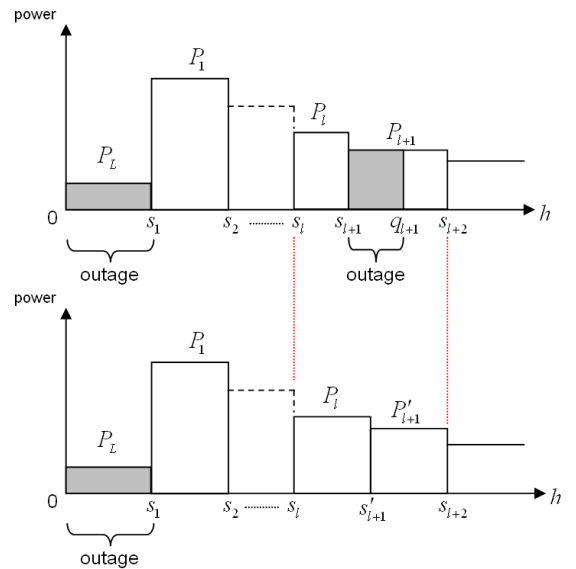 power
P_1
P_l
P_L
P_{l+1}
0 s_1 s_2 s_l s_{l+1} q_{l+1} s_{l+2} h
outage outage
power
P_1
P_l P'_{l+1}
P_L
0 s_1 s_2 s_l s'_{l+1} s_{l+2} h
outage